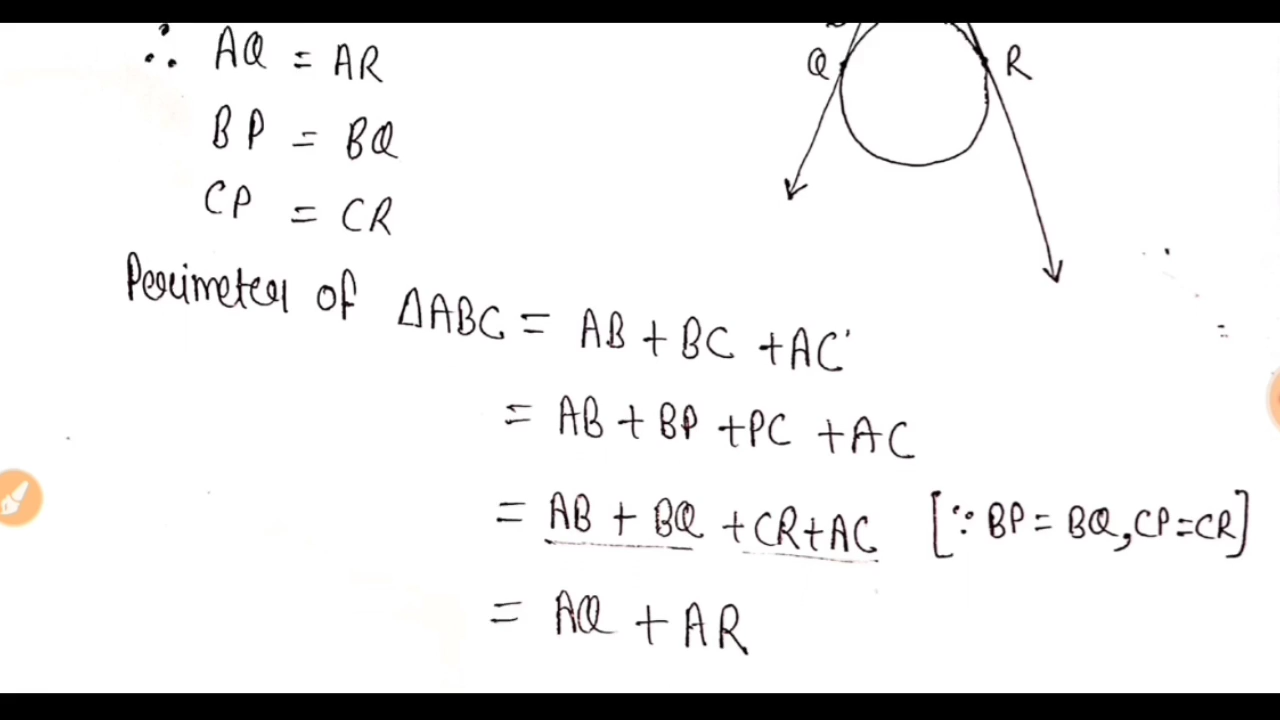 ∴ AQ = AR
Q R
BP = BQ
CP = CR
Perimeter of ΔABC = AB + BC + AC
= AB + BP + PC + AC
= AB + BQ + CR + AC [∵ BP = BQ, CP = CR]
= AQ + AR